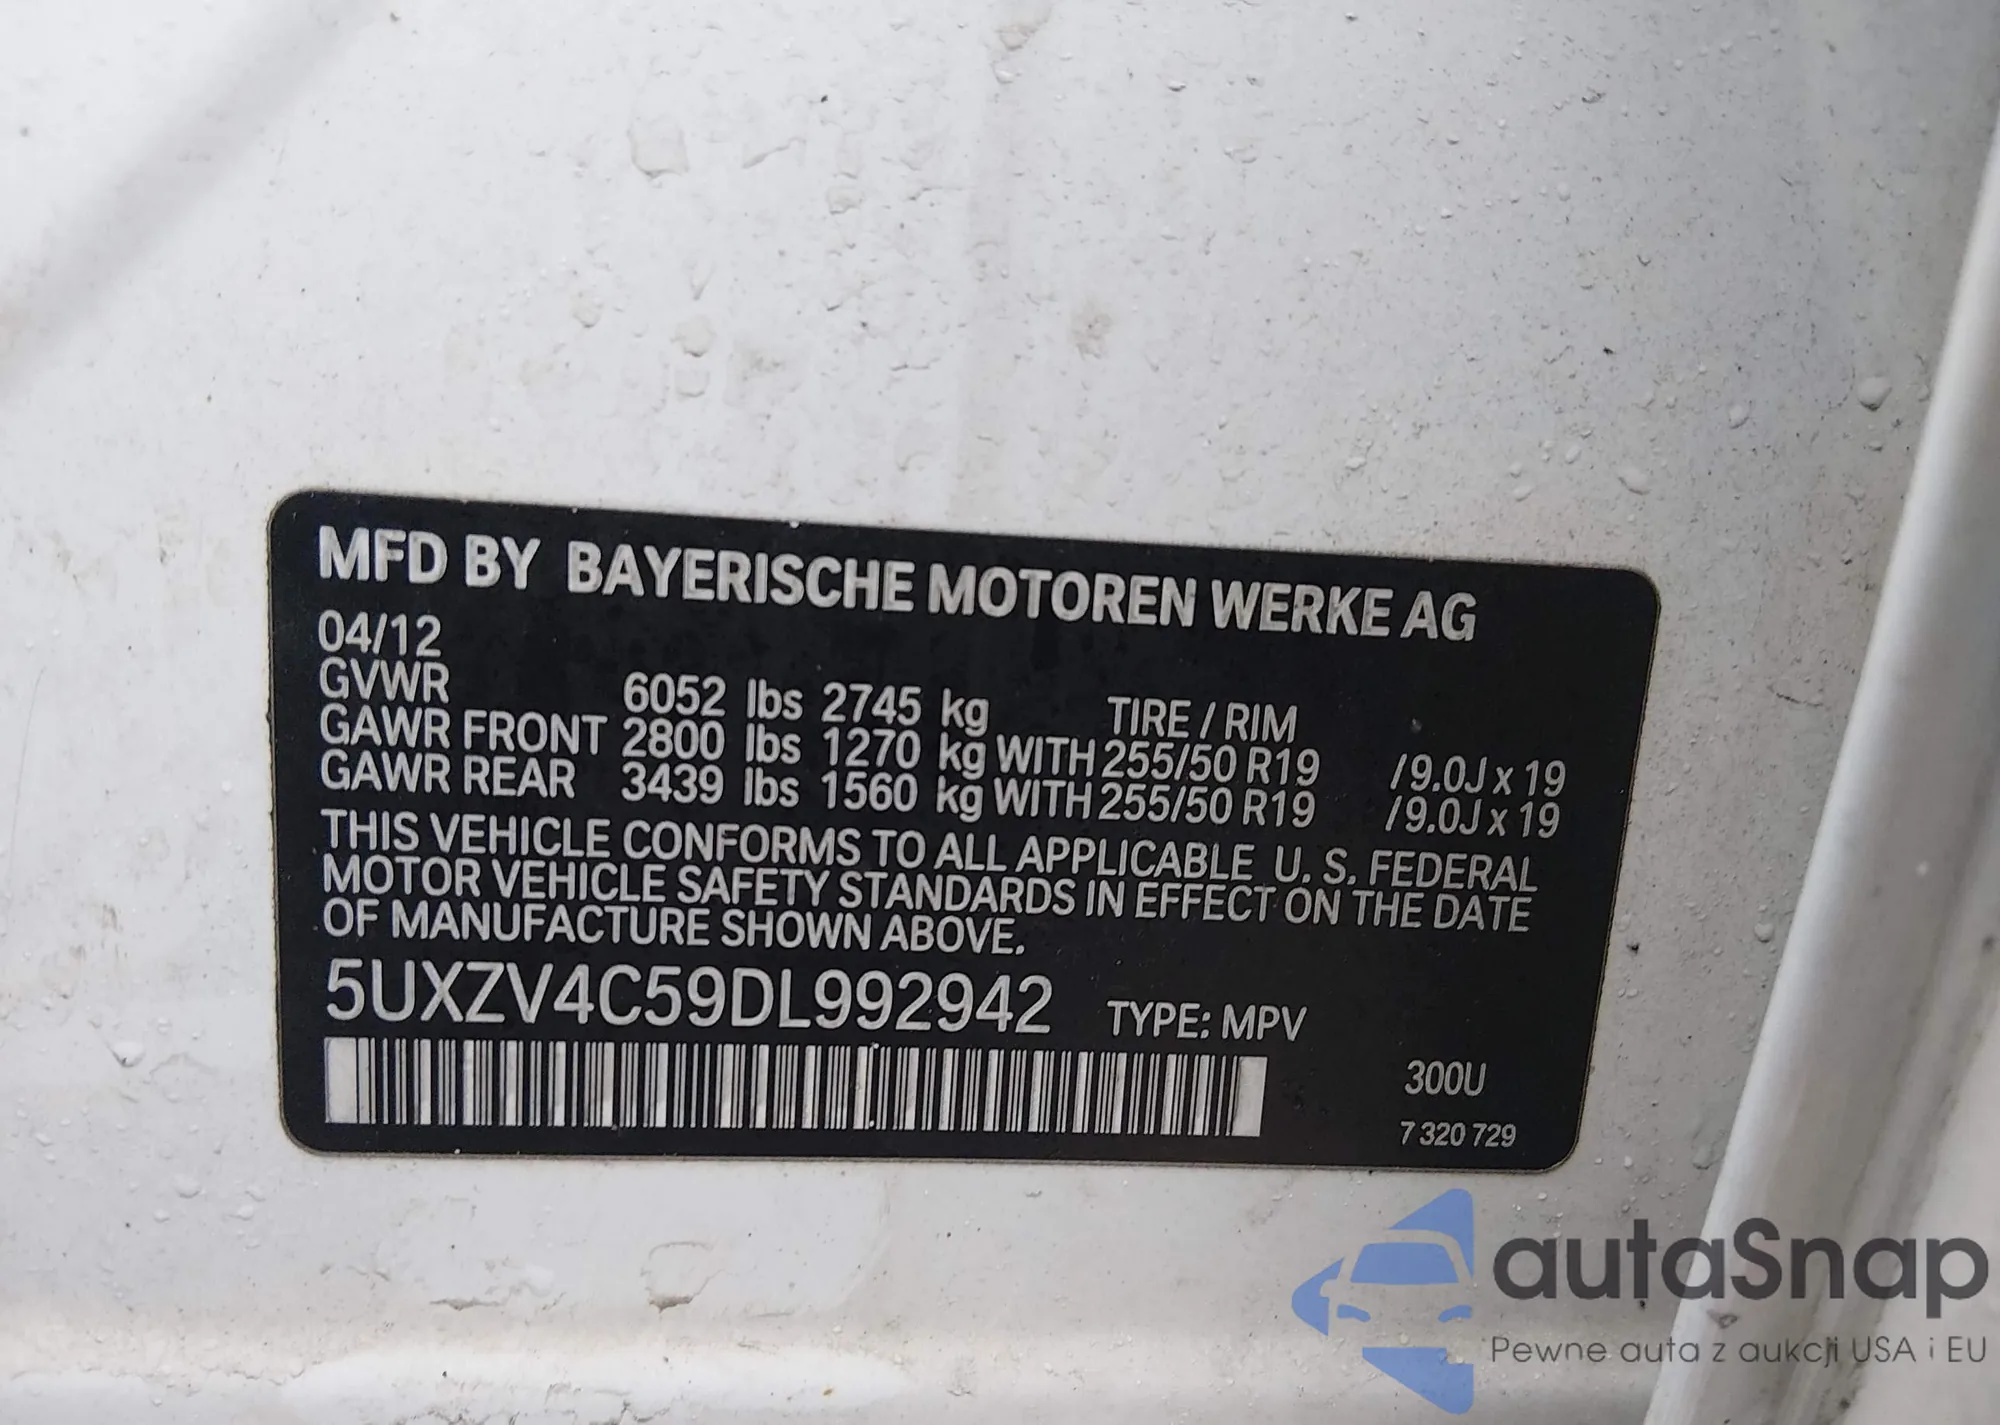 MFD BY BAYERISCHE MOTOREN WERKE AG
04/12
GVWR 6052 lbs 2745 kg TIRE / RIM
GAWR FRONT 2800 lbs 1270 kg WITH 255/50 R19 /9.0J x 19
GAWR REAR 3439 lbs 1560 kg WITH 255/50 R19 /9.0J x 19
THIS VEHICLE CONFORMS TO ALL APPLICABLE U. S. FEDERAL
MOTOR VEHICLE SAFETY STANDARDS IN EFFECT ON THE DATE
OF MANUFACTURE SHOWN ABOVE.
5UXZV4C59DL992942 TYPE: MPV
300U
7 320 729
autaSnap
Pewne auta z aukcji USA i EU